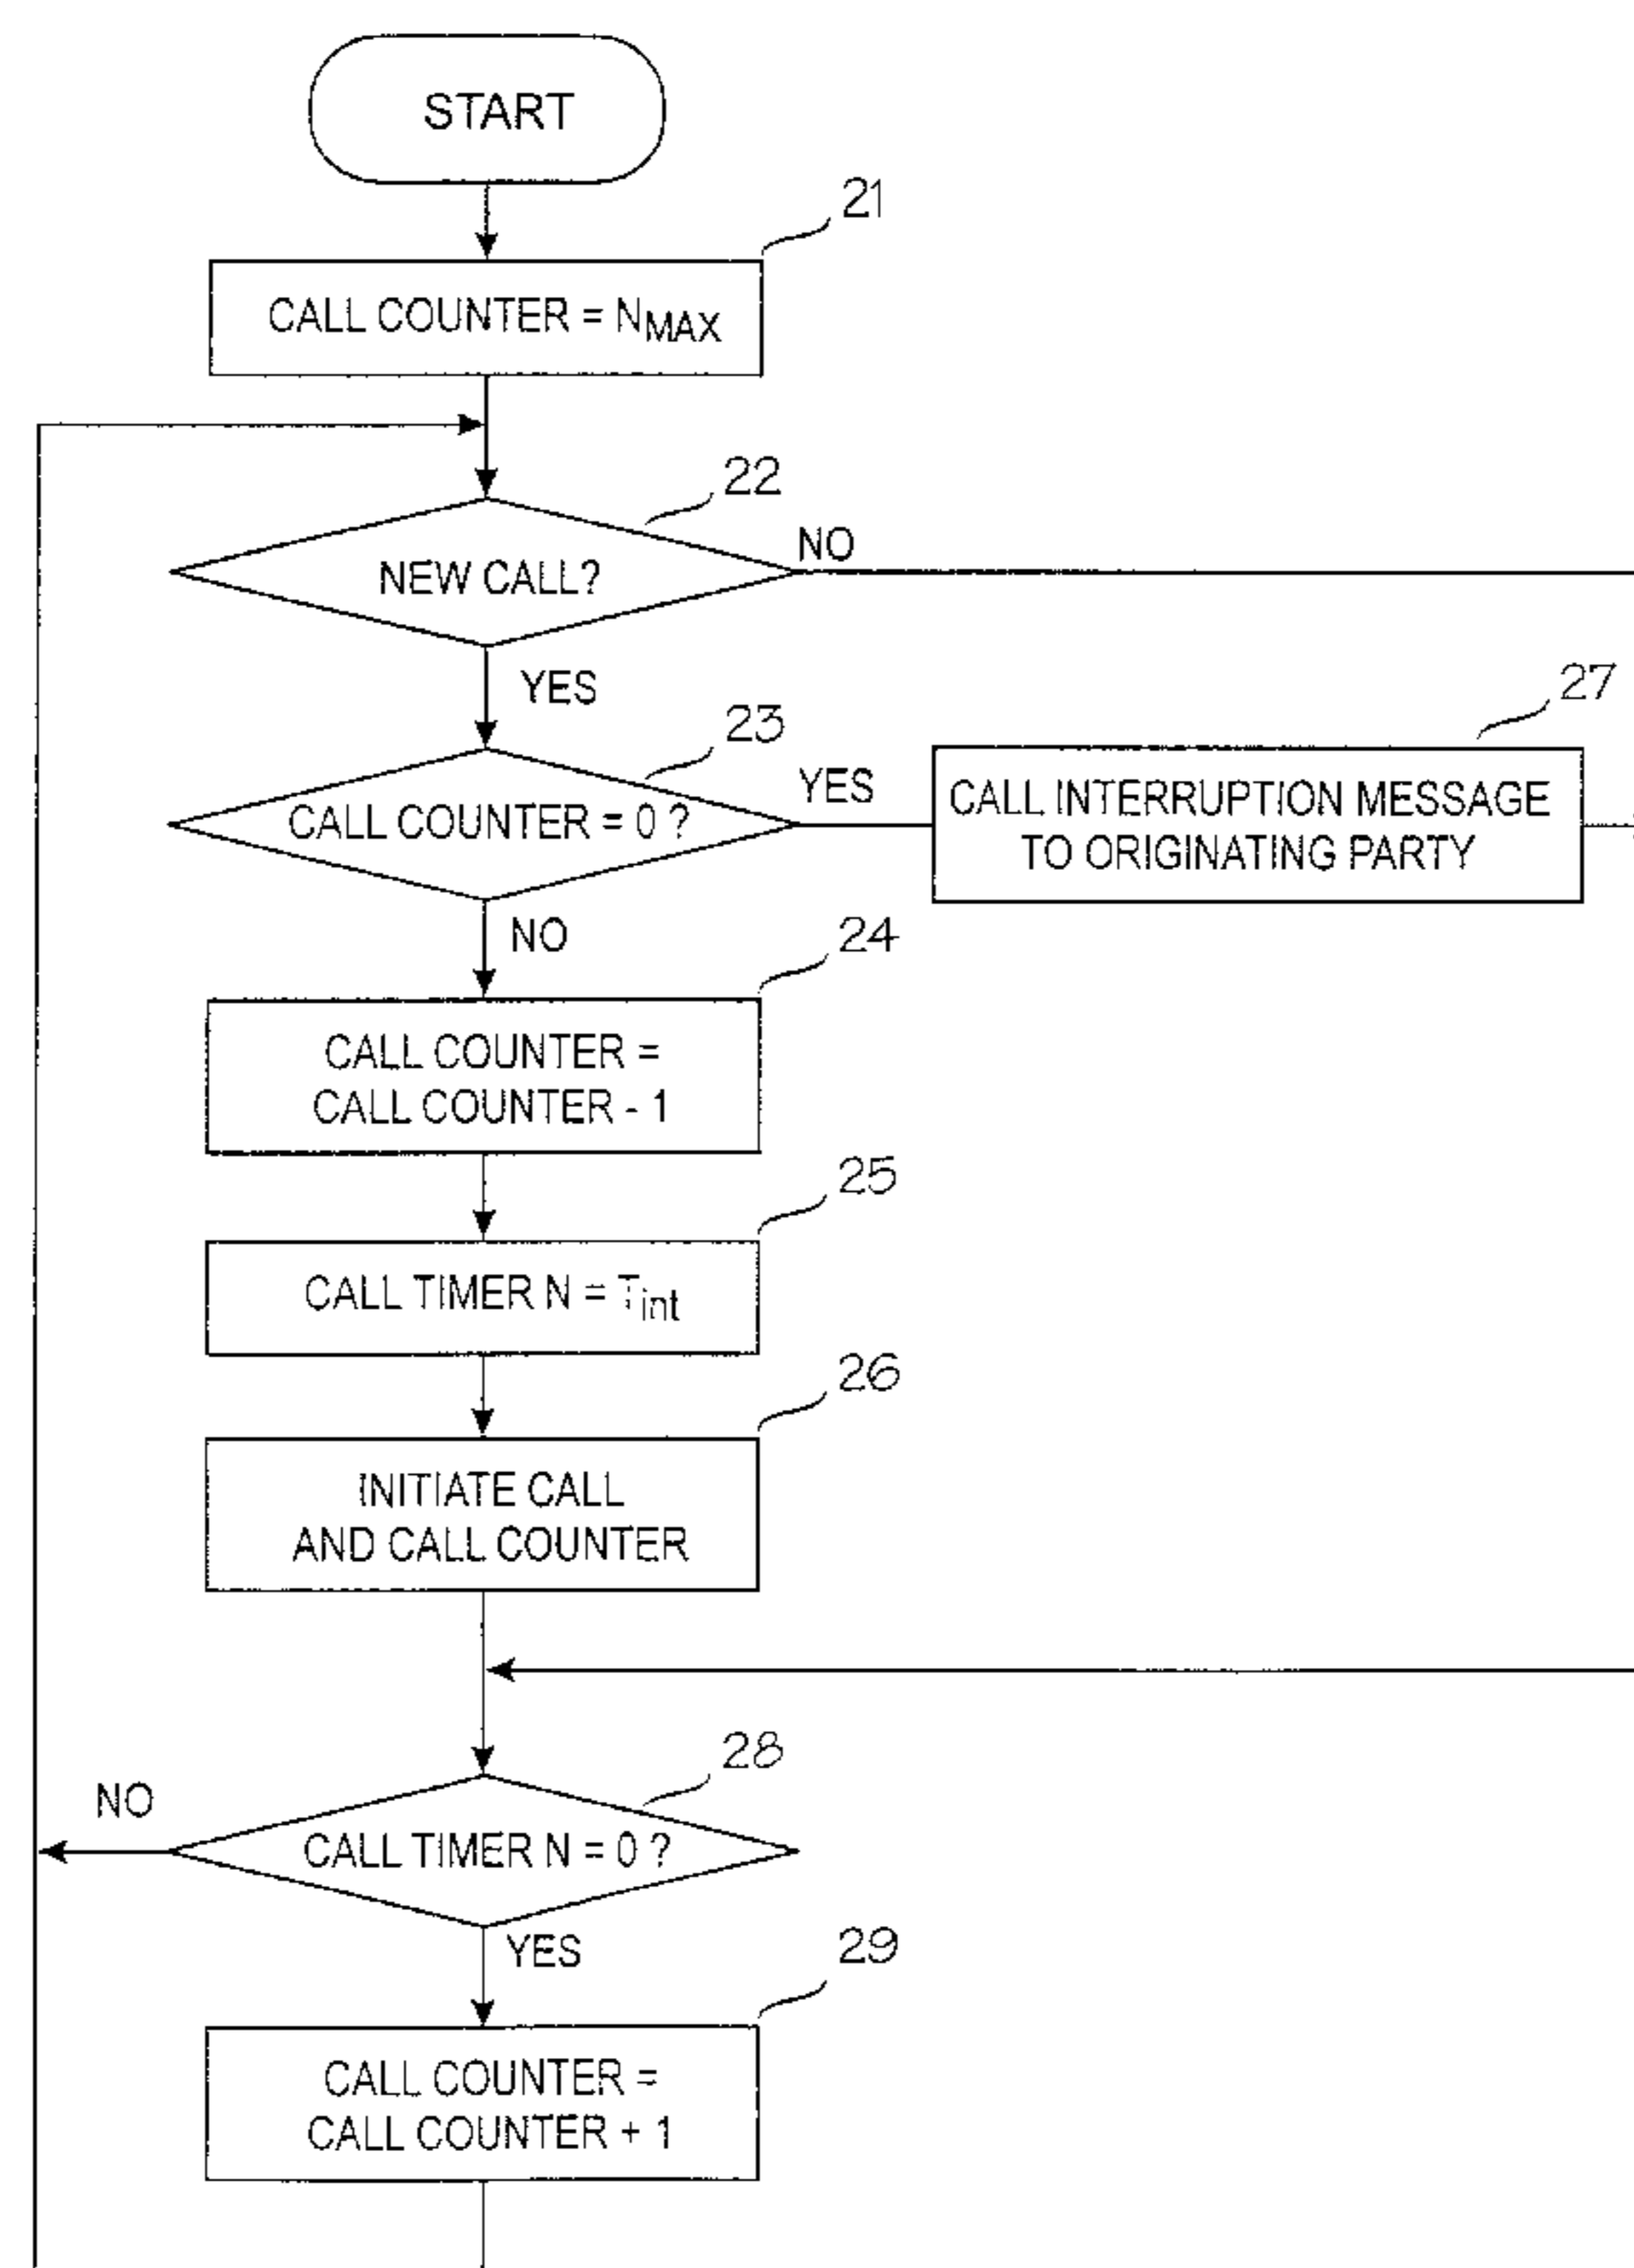 START
21
CALL COUNTER = NMAX
22
NEW CALL?
NO
YES
23
CALL COUNTER = 0 ?
YES
27
CALL INTERRUPTION MESSAGE
TO ORIGINATING PARTY
NO
24
CALL COUNTER =
CALL COUNTER - 1
25
CALL TIMER N = Tint
26
INITIATE CALL
AND CALL COUNTER
28
NO
CALL TIMER N = 0 ?
YES
29
CALL COUNTER =
CALL COUNTER + 1